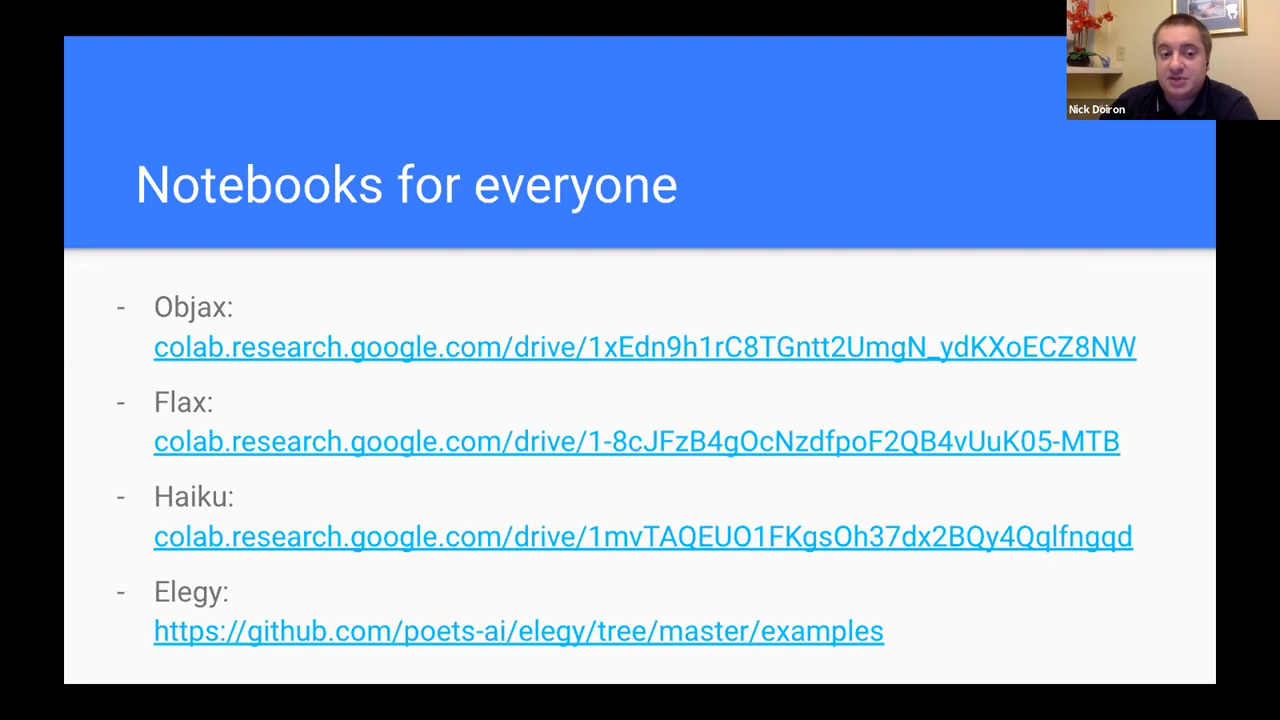 Nick Doiron
Notebooks for everyone
- Objax:
colab.research.google.com/drive/1xEdn9h1rC8TGntt2UmgN_ydKXoECZ8NW
- Flax:
colab.research.google.com/drive/1-8cJFzB4gOcNzdfpoF2QB4vUuK05-MTB
- Haiku:
colab.research.google.com/drive/1mvTAQEUO1FKgsOh37dx2BQy4Qqlfngqd
- Elegy:
https://github.com/poets-ai/elegy/tree/master/examples